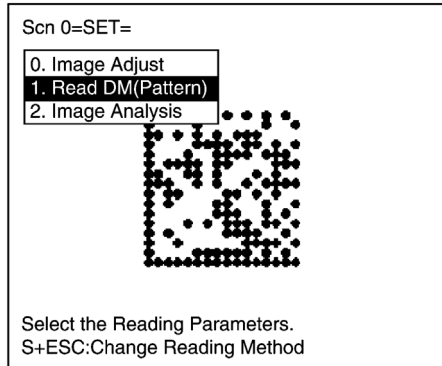 Scn 0=SET=
0. Image Adjust
1. Read DM(Pattern)
2. Image Analysis
Select the Reading Parameters.
S+ESC:Change Reading Method